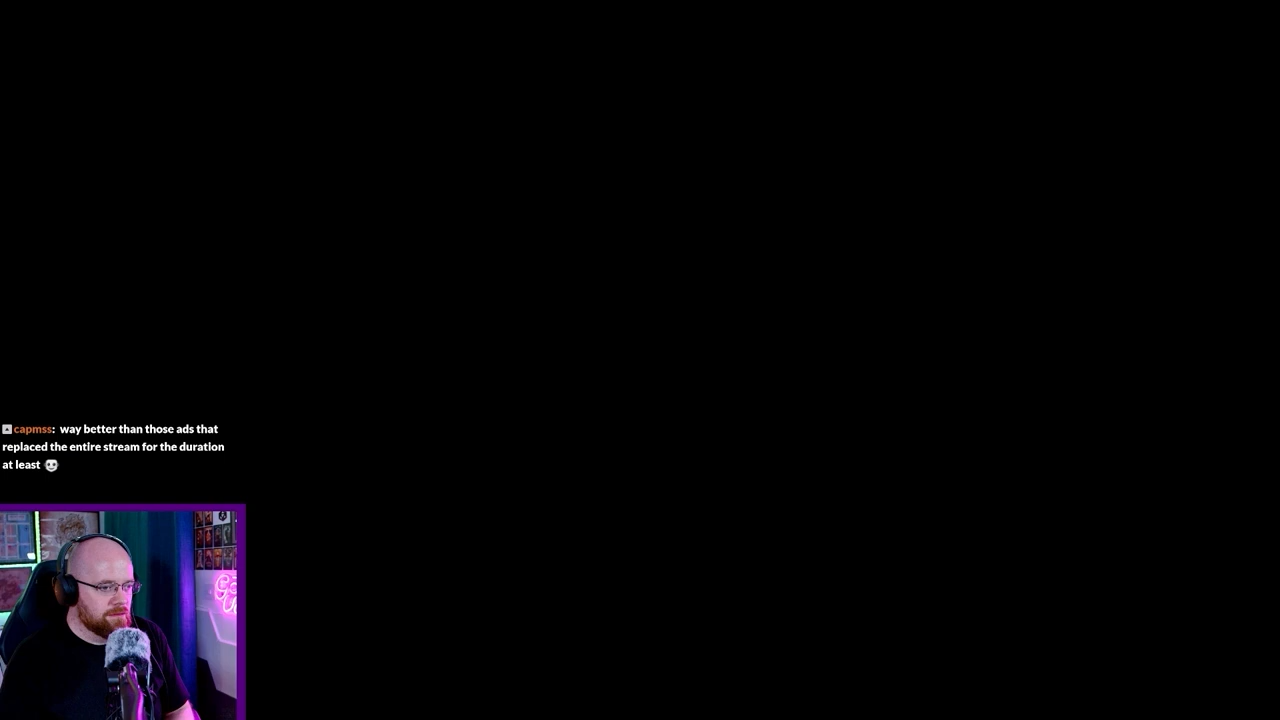 capmss: way better than those ads that
replaced the entire stream for the duration
at least